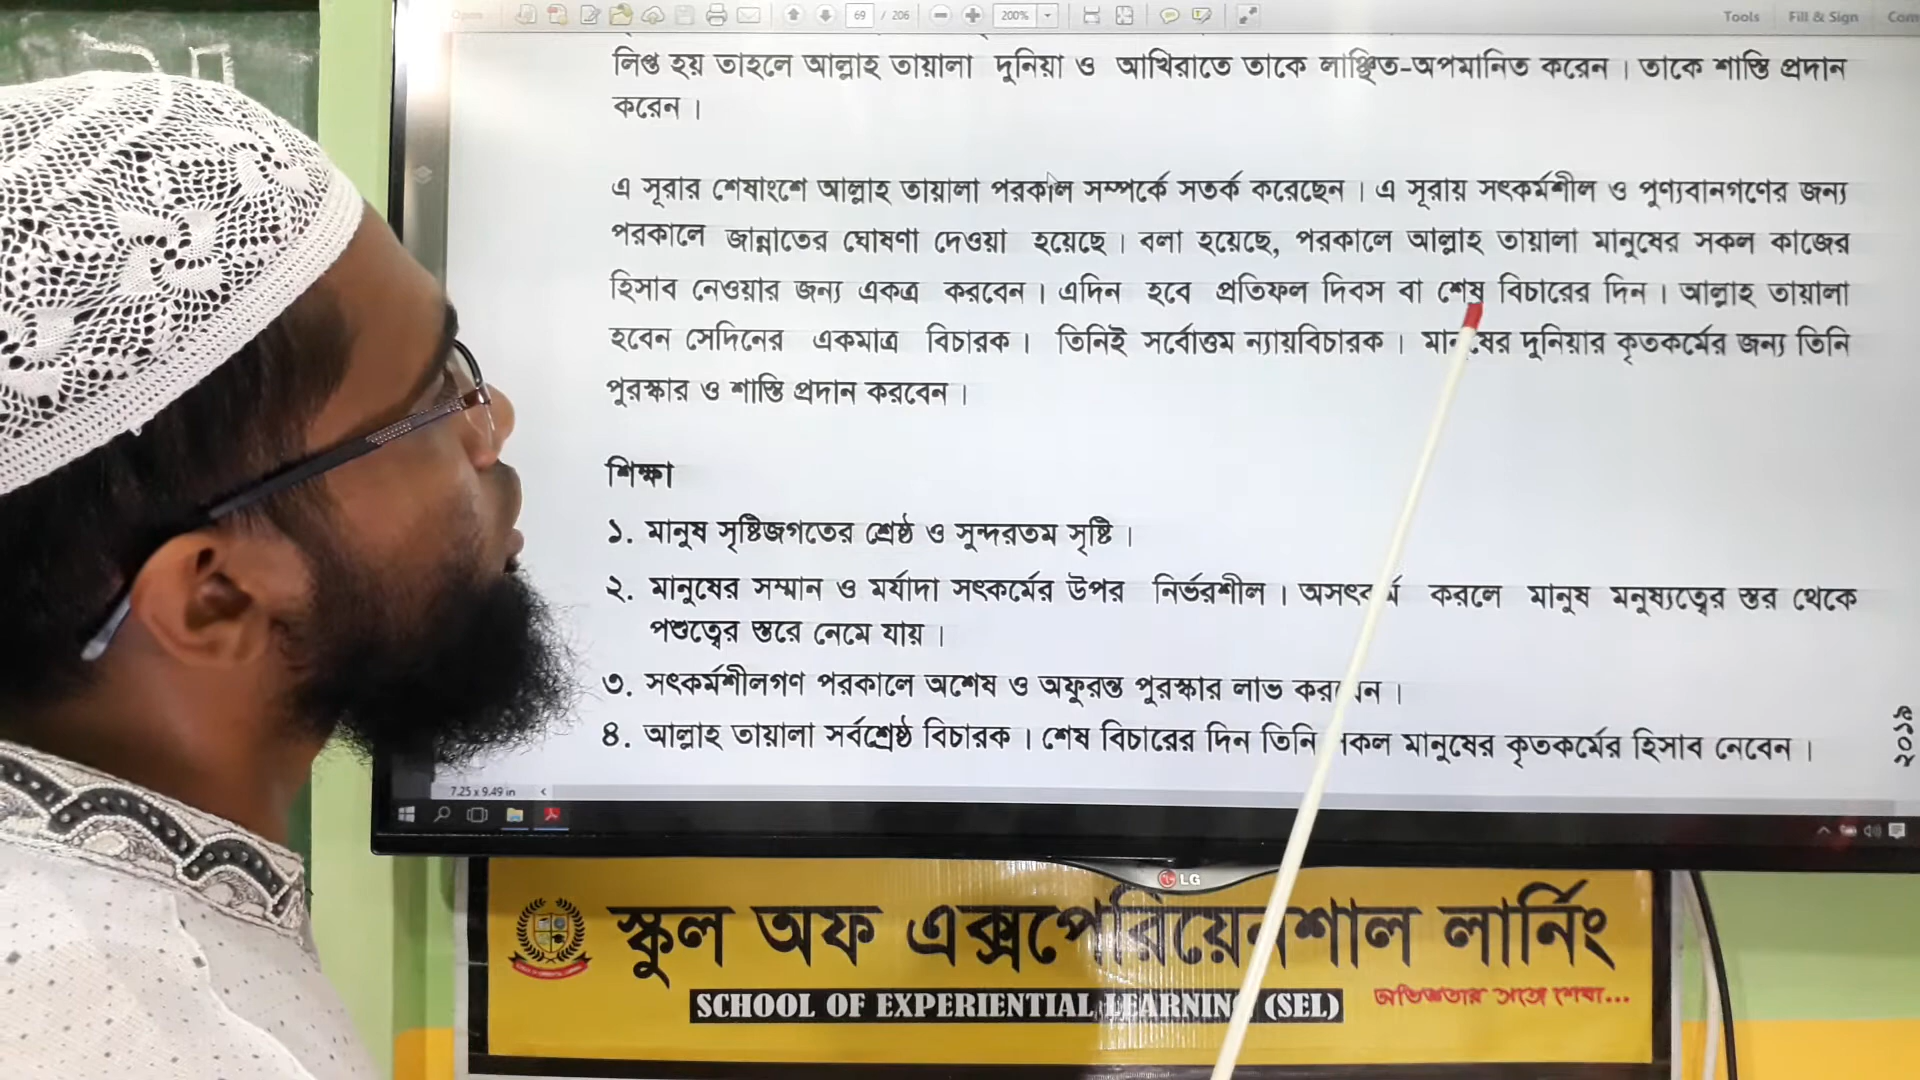 69 / 206
200%
Tools Fill & Sign Com
লিপ্ত হয় তাহলে আল্লাহ তায়ালা দুনিয়া ও আখিরাতে তাকে লাঞ্ছিত-অপমানিত করেন। তাকে শাস্তি প্রদান
করেন।
এ সূরার শেষাংশে আল্লাহ তায়ালা পরকাল সম্পর্কে সতর্ক করেছেন। এ সূরায় সৎকর্মশীল ও পুণ্যবানগণের জন্য
পরকালে জান্নাতের ঘোষণা দেওয়া হয়েছে। বলা হয়েছে, পরকালে আল্লাহ তায়ালা মানুষের সকল কাজের
হিসাব নেওয়ার জন্য একত্র করবেন। এদিন হবে প্রতিফল দিবস বা শেষ বিচারের দিন। আল্লাহ তায়ালা
হবেন সেদিনের একমাত্র বিচারক। তিনিই সর্বোত্তম ন্যায়বিচারক। মানুষের দুনিয়ার কৃতকর্মের জন্য তিনি
পুরস্কার ও শাস্তি প্রদান করবেন।
শিক্ষা
১. মানুষ সৃষ্টিজগতের শ্রেষ্ঠ ও সুন্দরতম সৃষ্টি।
২. মানুষের সম্মান ও মর্যাদা সৎকর্মের উপর নির্ভরশীল। অসৎকর্ম করলে মানুষ মনুষ্যত্বের স্তর থেকে
পশুত্বের স্তরে নেমে যায়।
৩. সৎকর্মশীলগণ পরকালে অশেষ ও অফুরন্ত পুরস্কার লাভ করবেন।
৪. আল্লাহ তায়ালা সর্বশ্রেষ্ঠ বিচারক। শেষ বিচারের দিন তিনি সকল মানুষের কৃতকর্মের হিসাব নেবেন।
২০১৯
7.25 x 9.49 in
LG
স্কুল অফ এক্সপেরিয়েনশাল লার্নিং
SCHOOL OF EXPERIENTIAL LEARNING (SEL)
অভিজ্ঞতার সাথে শেখা...